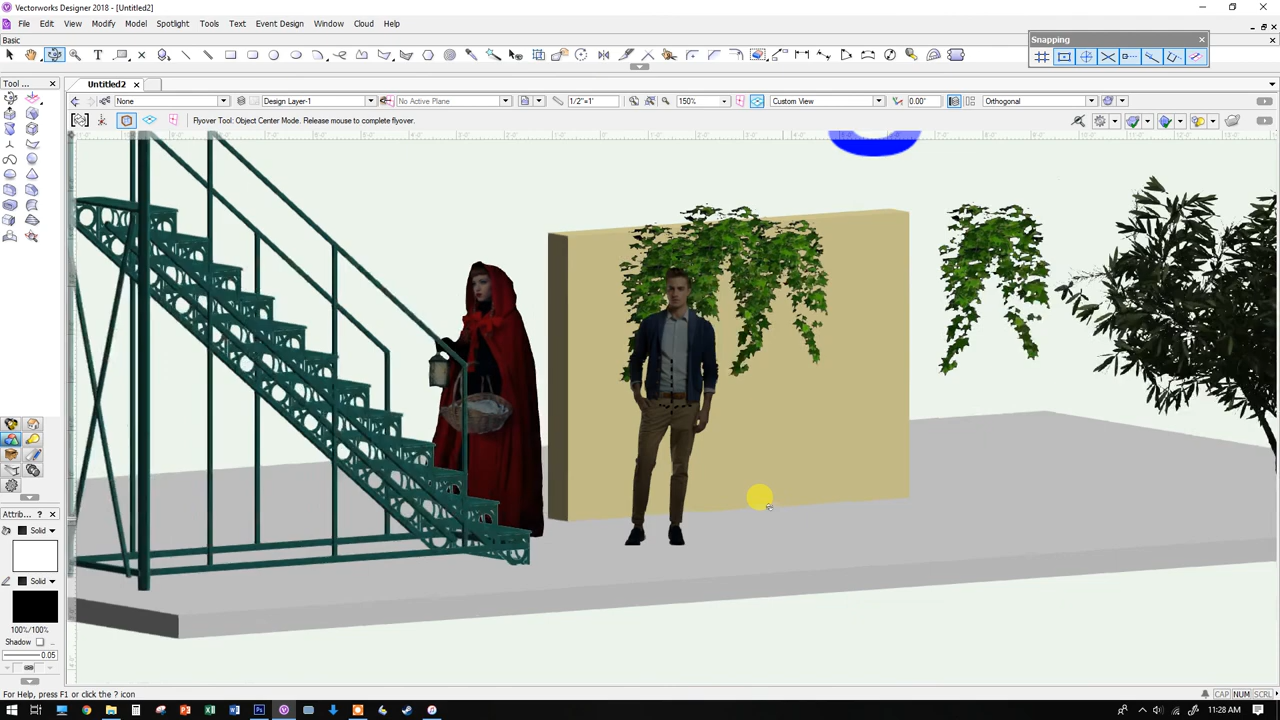 Vectorworks Designer 2018 - [Untitled2]
File Edit View Modify Model Spotlight Tools Text Event Design Window Cloud Help
Basic
Snapping
Tool ...
Untitled2
None
Design Layer-1
No Active Plane
1/2"=1'
150%
Custom View
0.00°
Orthogonal
Flyover Tool: Object Center Mode. Release mouse to complete flyover.
Attrib...
Solid
Solid
100%/100%
Shadow
0.05
For Help, press F1 or click the ? icon
CAP NUM SCRL
11:28 AM